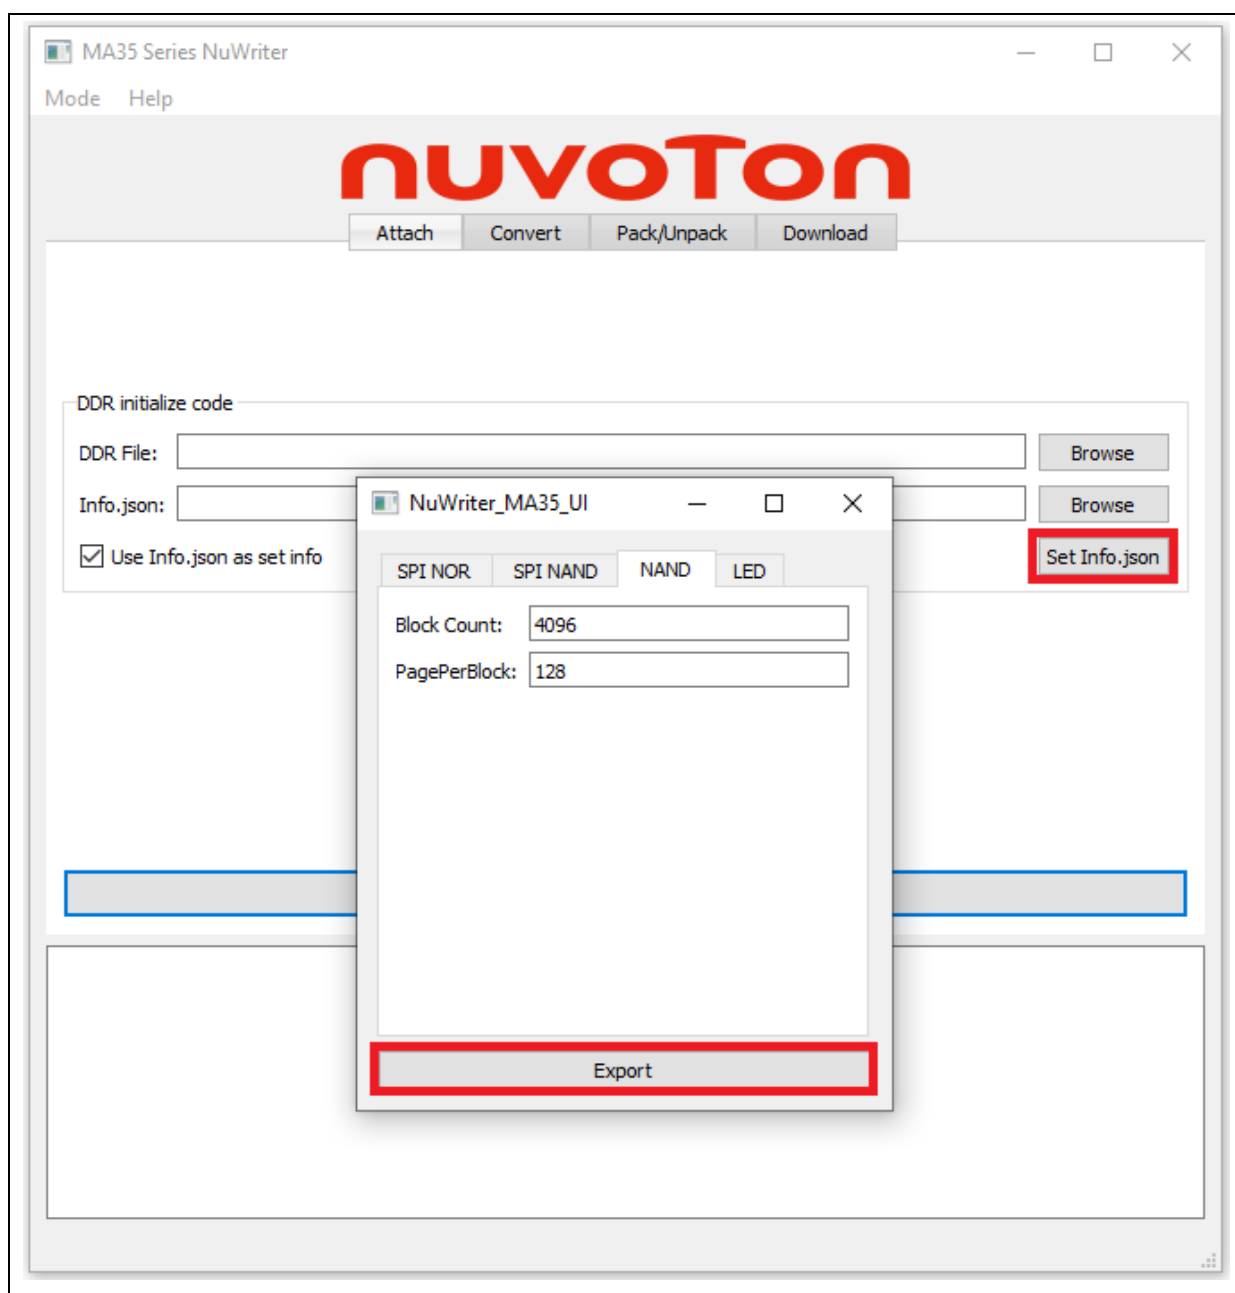 MA35 Series NuWriter
Mode Help
nuvoTon
Attach Convert Pack/Unpack Download
DDR initialize code
DDR File: Browse
Info.json: Browse
Use Info.json as set info Set Info.json
NuWriter_MA35_UI
SPI NOR SPI NAND NAND LED
Block Count: 4096
PagePerBlock: 128
Export